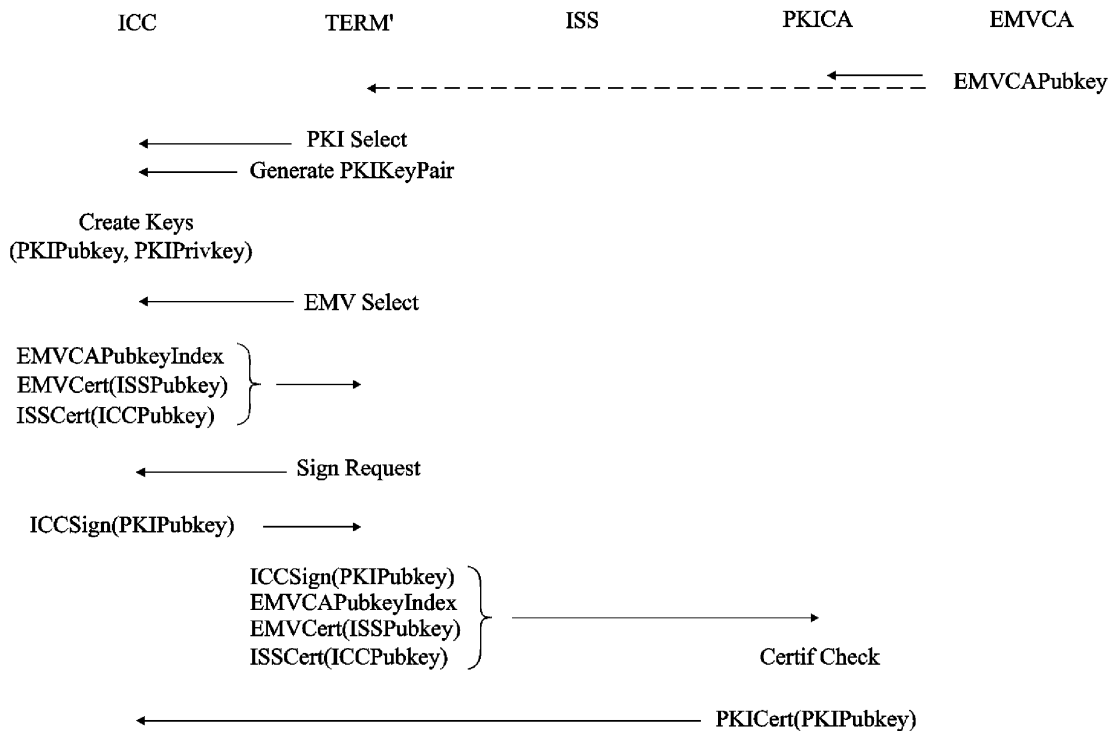 ICC TERM' ISS PKICA EMVCA
EMVCAPubkey
PKI Select
Generate PKIKeyPair
Create Keys
(PKIPubkey, PKIPrivkey)
EMV Select
EMVCAPubkeyIndex
EMVCert(ISSPubkey)
ISSCert(ICCPubkey)
Sign Request
ICCSign(PKIPubkey)
ICCSign(PKIPubkey)
EMVCAPubkeyIndex
EMVCert(ISSPubkey)
ISSCert(ICCPubkey)
Certif Check
PKICert(PKIPubkey)